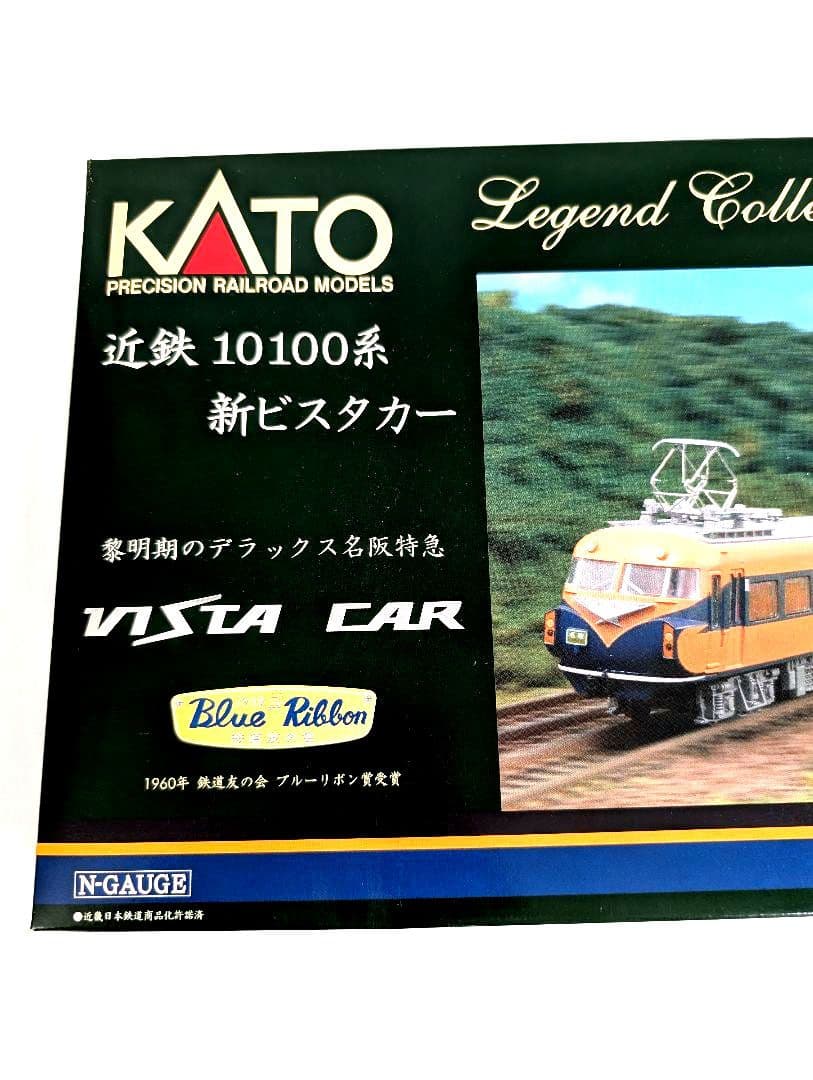 KATO
PRECISION RAILROAD MODELS
Legend Colle
近鉄 10100系
新ビスタカー
黎明期のデラックス名阪特急
VISTA CAR
Blue Ribbon
1960年 鉄道友の会 ブルーリボン賞受賞
N-GAUGE
●近畿日本鉄道商品化許諾済